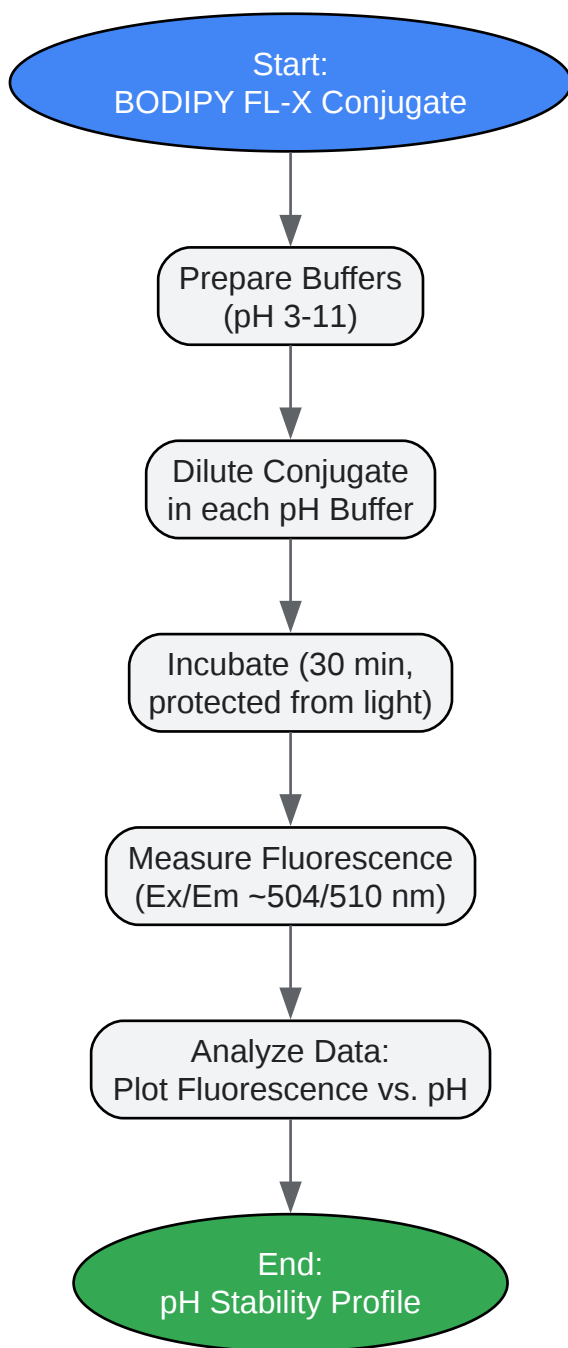 Start:
BODIPY FL-X Conjugate
Prepare Buffers
(pH 3-11)
Dilute Conjugate
in each pH Buffer
Incubate (30 min,
protected from light)
Measure Fluorescence
(Ex/Em ~504/510 nm)
Analyze Data:
Plot Fluorescence vs. pH
End:
pH Stability Profile